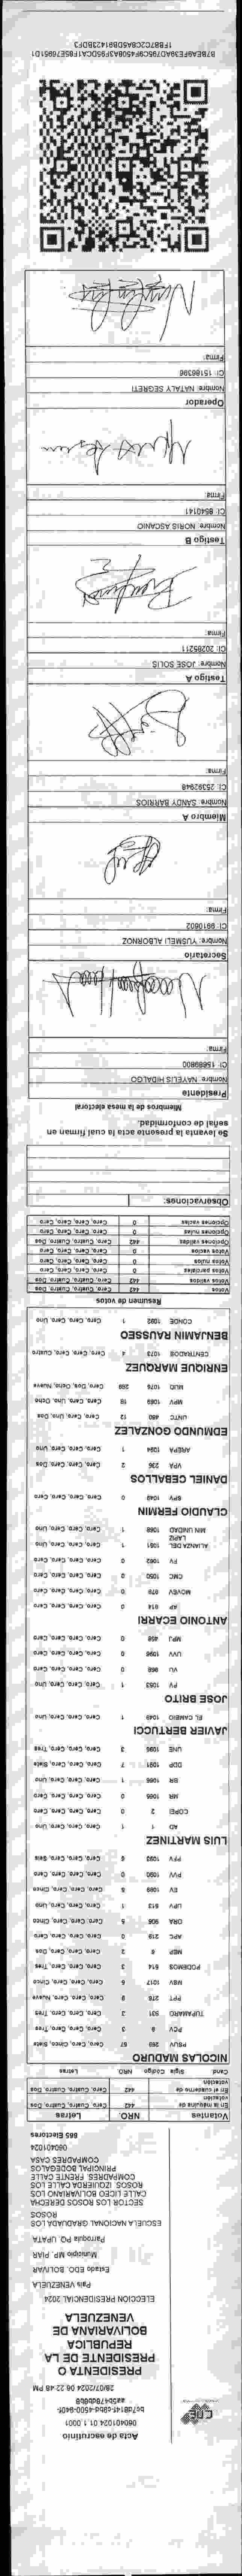 CNE
Acta de escrutinio
060401024.01.1.0001
28/07/2024 06:22:48 PM
PRESIDENTA O
PRESIDENTE DE LA
REPUBLICA
BOLIVARIANA DE
VENEZUELA
ELECCIÓN PRESIDENCIAL 2024
País VENEZUELA
Estado EDO. BOLIVAR
Municipio MP. PIAR
Parroquia PQ. UPATA
ESCUELA NACIONAL GRADUADA LOS
ROSOS
SECTOR LOS ROSOS DERECHA
CALLE LICEO BOLIVARIANO LOS
ROSOS. IZQUIERDA CALLE LOS
COMPADRES. FRENTE CALLE
PRINCIPAL BODEGALOS
COMPADRES CASA
060401024
665 Electores
Votantes NRO. Letras
En la máquina de votación 442 Cero, Cuatro, Cuatro, Dos
En el cuaderno de votación 442 Cero, Cuatro, Cuatro, Dos
Cand. Sigla Código NRO. Letras
NICOLAS MADURO
PSUV 268 57 Cero, Cero, Cinco, Siete
PCV 3 Cero, Cero, Cero, Tres
TUPAMARO 531 3 Cero, Cero, Cero, Tres
PPT 276 9 Cero, Cero, Cero, Nueve
MSV 1017 5 Cero, Cero, Cero, Cinco
PODEMOS 514 3 Cero, Cero, Cero, Tres
MEP 6 2 Cero, Cero, Cero, Dos
APC 219 0 Cero, Cero, Cero, Cero
ORA 906 5 Cero, Cero, Cero, Cinco
UPV 513 1 Cero, Cero, Cero, Uno
EV 1089 5 Cero, Cero, Cero, Cinco
PVV 1090 0 Cero, Cero, Cero, Cero
PFV 1093 6 Cero, Cero, Cero, Seis
LUIS MARTINEZ
AD 1 1 Cero, Cero, Cero, Uno
COPEI 2 0 Cero, Cero, Cero, Cero
MR 1065 0 Cero, Cero, Cero, Cero
BR 1066 1 Cero, Cero, Cero, Uno
DDP 1091 7 Cero, Cero, Cero, Siete
UNE 1095 3 Cero, Cero, Cero, Tres
JAVIER BERTUCCI
EL CAMBIO 1049 1 Cero, Cero, Cero, Uno
JOSE BRITO
PV 1053 1 Cero, Cero, Cero, Uno
VU 968 0 Cero, Cero, Cero, Cero
UVV 1096 0 Cero, Cero, Cero, Cero
MPJ 458 0 Cero, Cero, Cero, Cero
ANTONIO ECARRI
AP 914 0 Cero, Cero, Cero, Cero
MOVEV 979 0 Cero, Cero, Cero, Cero
CMC 1050 0 Cero, Cero, Cero, Cero
FV 1062 0 Cero, Cero, Cero, Cero
ALIANZA DEL LAPIZ 1051 1 Cero, Cero, Cero, Uno
MIN UNIDAD 1068 1 Cero, Cero, Cero, Uno
CLAUDIO FERMIN
SPV 1048 0 Cero, Cero, Cero, Cero
DANIEL CEBALLOS
VPA 236 2 Cero, Cero, Cero, Dos
AREPA 1094 1 Cero, Cero, Cero, Uno
EDMUNDO GONZALEZ
UNTC 480 12 Cero, Cero, Uno, Dos
MPV 1069 18 Cero, Cero, Uno, Ocho
MUD 1076 289 Cero, Dos, Ocho, Nueve
ENRIQUE MARQUEZ
CENTRADOS 1073 4 Cero, Cero, Cero, Cuatro
BENJAMIN RAUSSEO
CONDE 1092 1 Cero, Cero, Cero, Uno
Resumen de votos
Votos 442 Cero, Cuatro, Cuatro, Dos
Votos validos 442 Cero, Cuatro, Cuatro, Dos
Votos parciales 0 Cero, Cero, Cero, Cero
Votos nulos 0 Cero, Cero, Cero, Cero
Votos vacíos 0 Cero, Cero, Cero, Cero
Opciones validas 442 Cero, Cuatro, Cuatro, Dos
Opciones nulas 0 Cero, Cero, Cero, Cero
Opciones vacias 0 Cero, Cero, Cero, Cero
Observaciones:
Se levanta la presente acta la cual firman en
señal de conformidad.
Miembros de la mesa electoral
Presidente
Nombre: NAYELIS HIDALGO
CI: 15689800
Firma:
Secretario
Nombre: YUSMELI ALBORNOZ
CI: 9910602
Firma:
Miembro A
Nombre: SANDY BARRIOS
CI: 25392946
Firma:
Testigo A
Nombre: JOSE SOLIS
CI: 20285211
Firma:
Testigo B
Nombre: NORIS ASCANIO
CI: 8540141
Firma:
Operador
Nombre: NATALY SEGRETI
CI: 15186396
Firma: